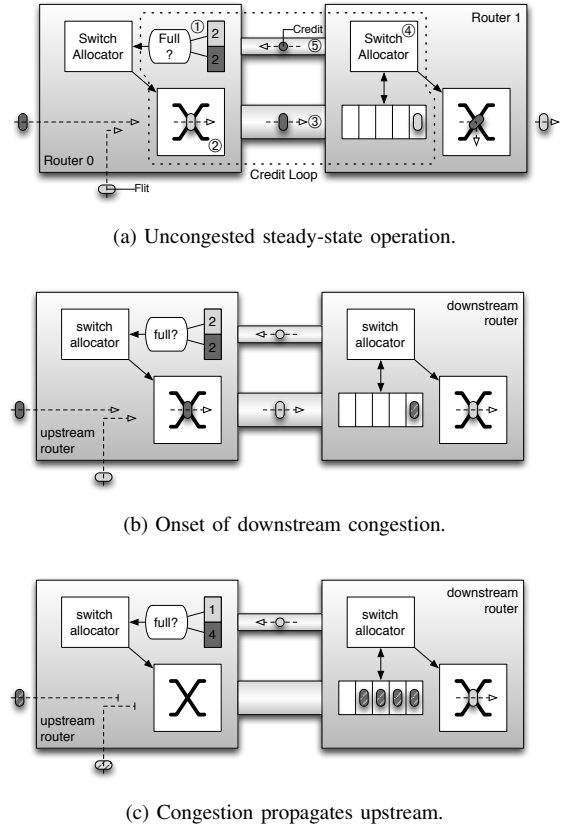 Router 1
Switch
Allocator
Full
?
①
2
2
Credit
⑤
Switch
Allocator
④
②
③
Router 0
Credit Loop
Flit
(a) Uncongested steady-state operation.
downstream
router
switch
allocator
full?
2
2
switch
allocator
upstream
router
(b) Onset of downstream congestion.
downstream
router
switch
allocator
full?
1
4
switch
allocator
upstream
router
(c) Congestion propagates upstream.